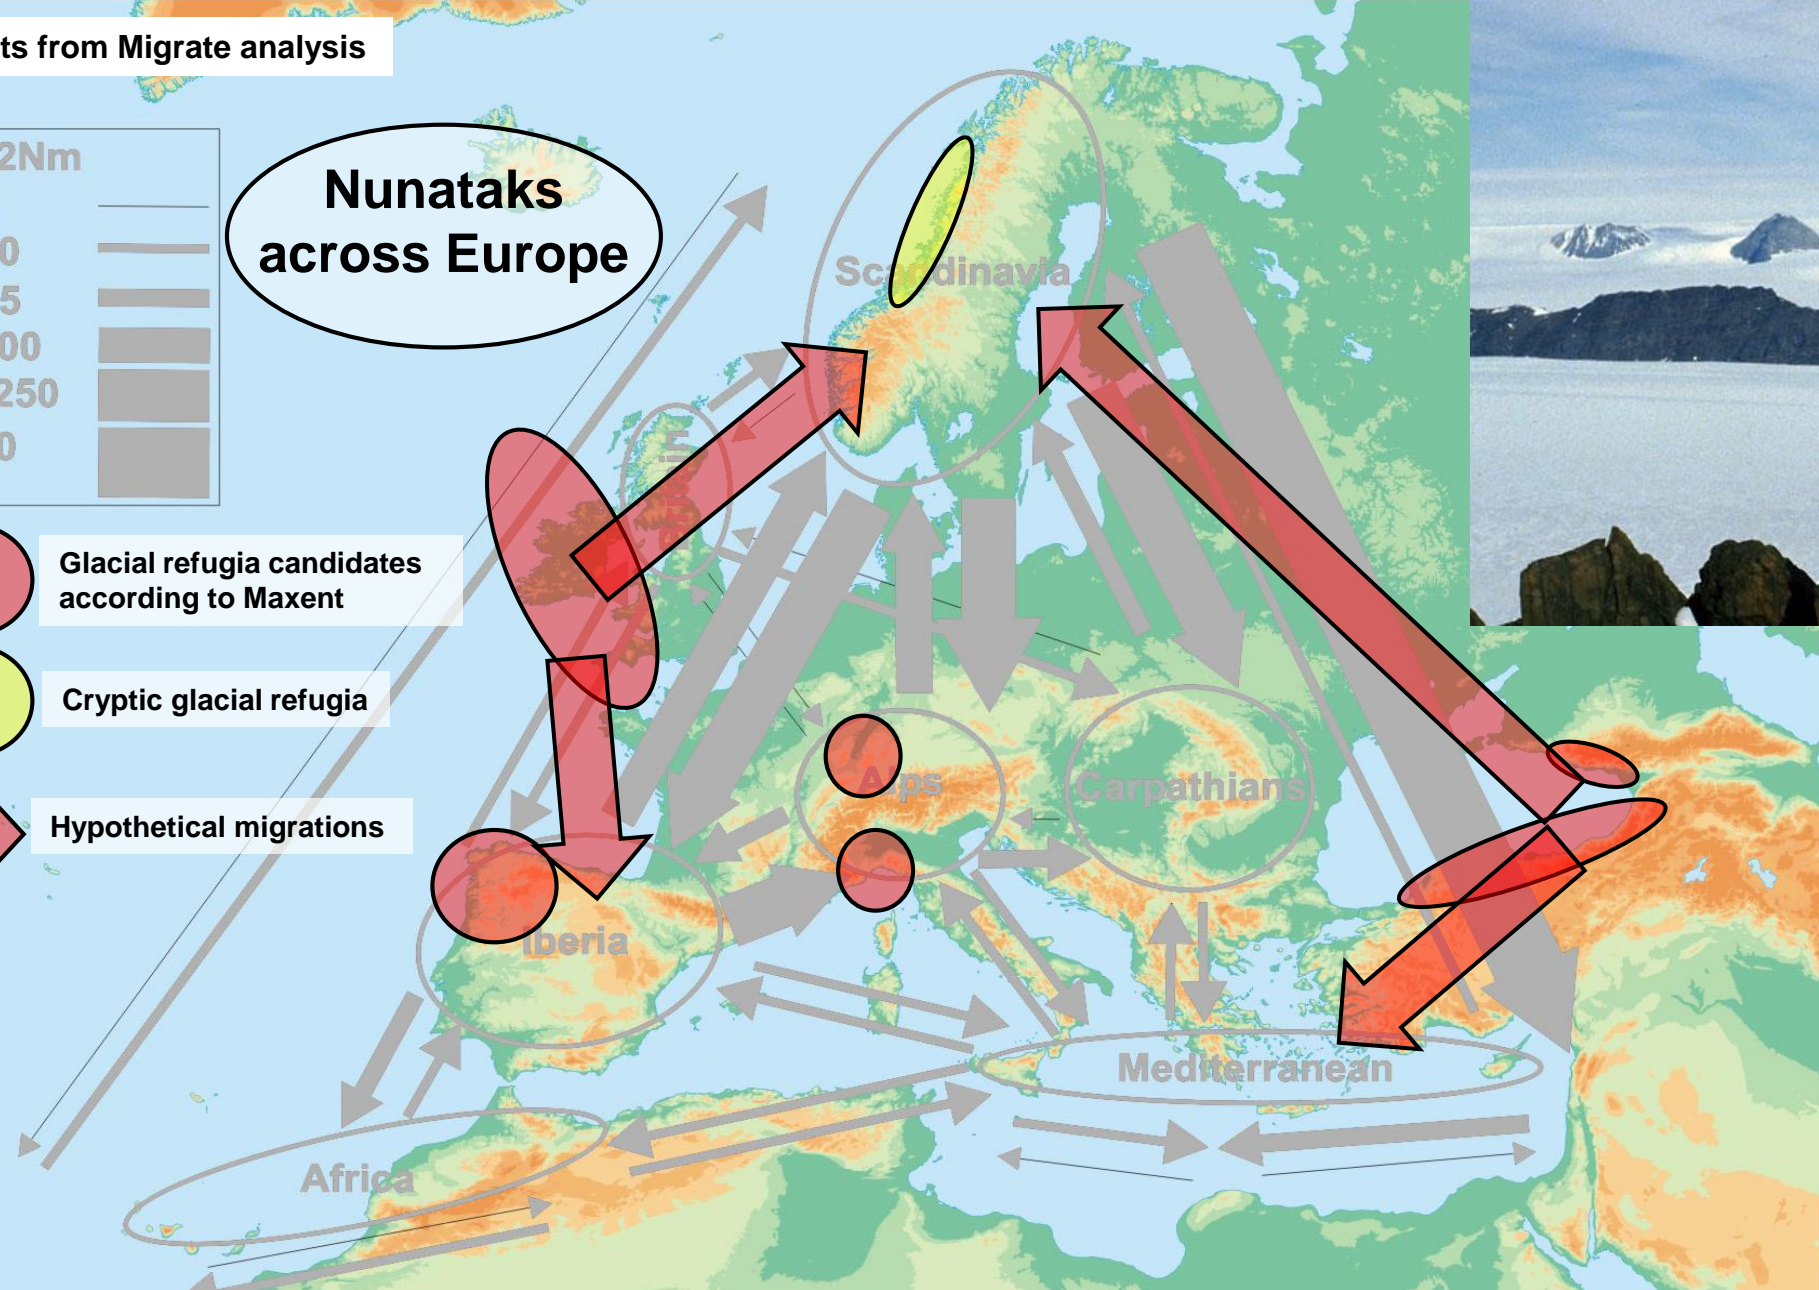 ts from Migrate analysis
2Nm
0
5
00
250
0
Nunataks
across Europe
Scandinavia
Glacial refugia candidates
according to Maxent
Cryptic glacial refugia
Hypothetical migrations
Alps
Carpathians
Iberia
Mediterranean
Africa